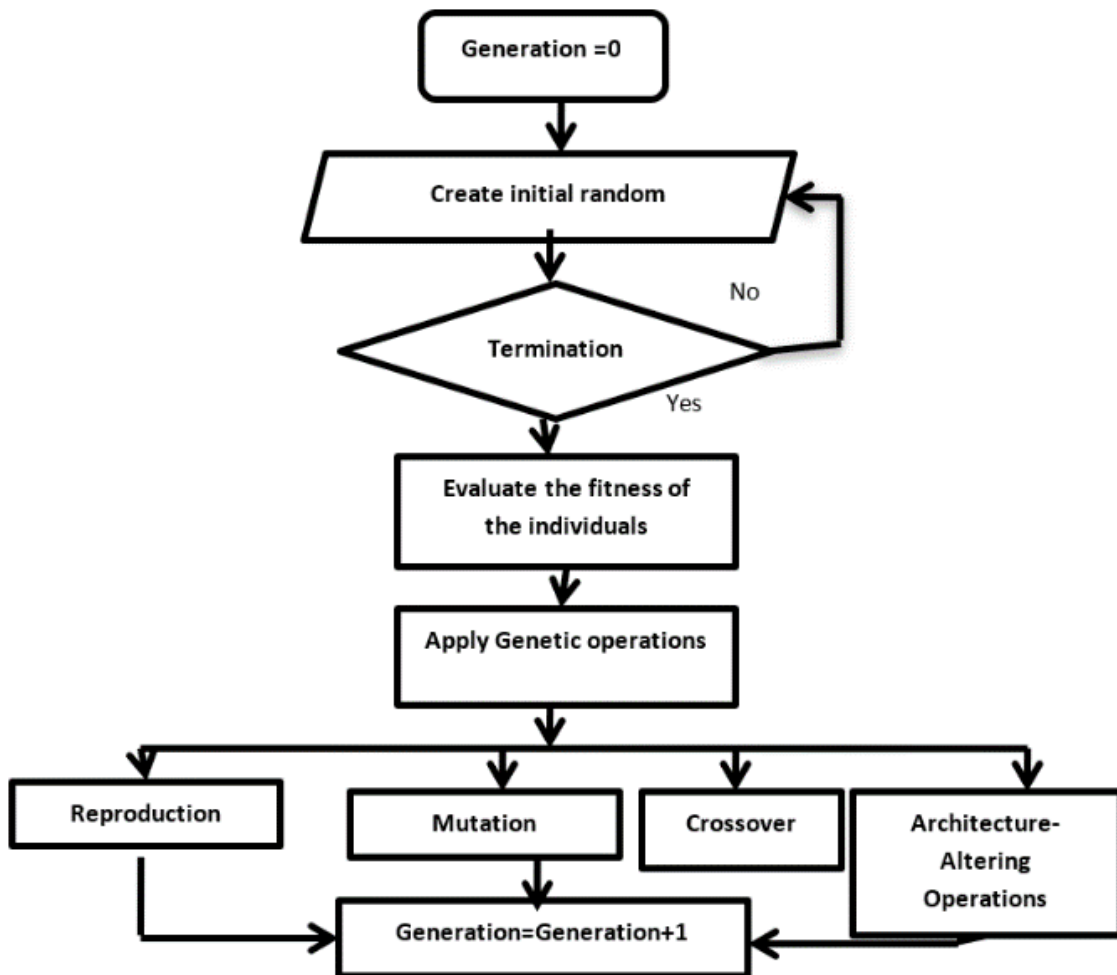 Generation =0
Create initial random
No
Termination
Yes
Evaluate the fitness of
the individuals
Apply Genetic operations
Reproduction
Mutation
Crossover
Architecture-
Altering
Operations
Generation=Generation+1